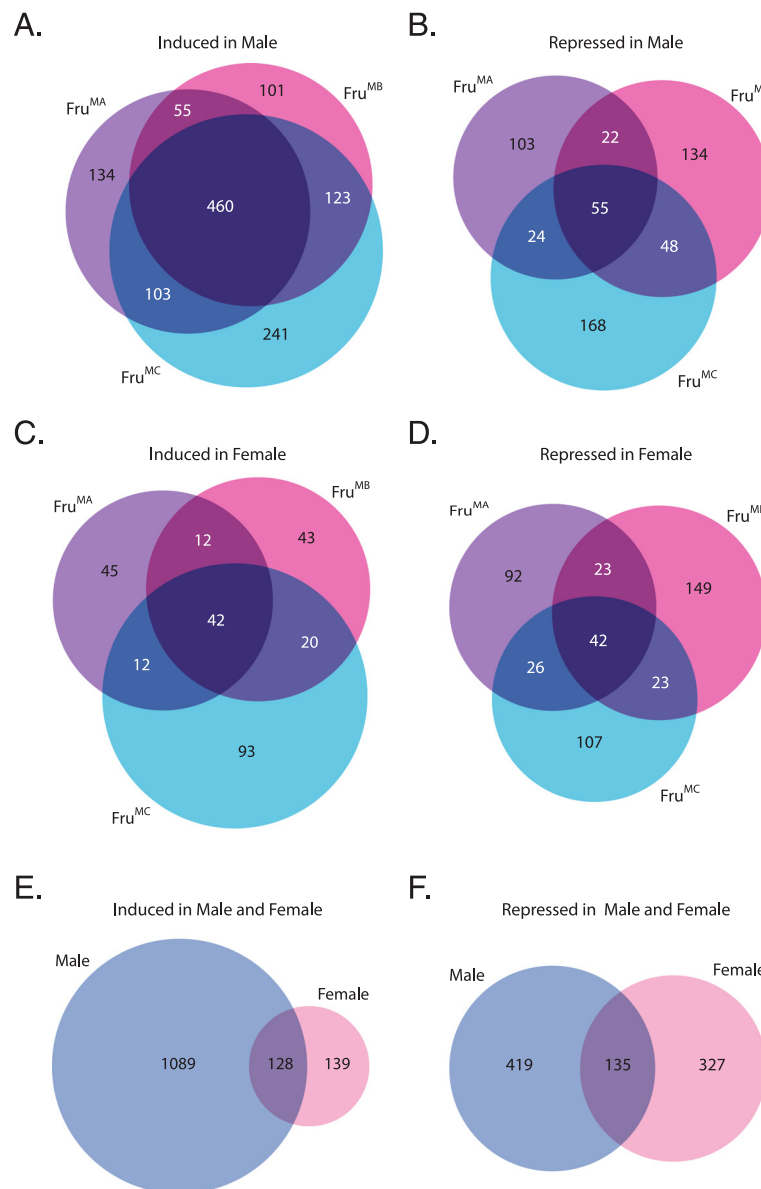 A.
Induced in Male
Fru^MA
Fru^MB
55
101
134
460
123
103
241
Fru^MC
B.
Repressed in Male
Fru^MA
Fru^M
103
22
134
55
24
48
168
Fru^MC
C.
Induced in Female
Fru^MA
Fru^MB
12
43
45
42
20
12
93
Fru^MC
D.
Repressed in Female
Fru^MA
Fru^M
92
23
149
42
26
23
107
Fru^MC
E.
Induced in Male and Female
Male
Female
1089
128
139
F.
Repressed in Male and Female
Male
Female
419
135
327